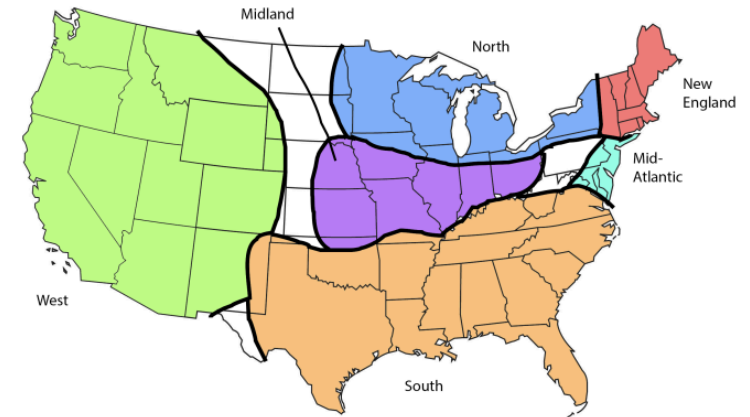 Midland
North
New
England
Mid-
Atlantic
West
South